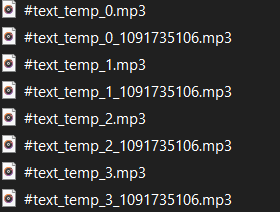 #text_temp_0.mp3
#text_temp_0_1091735106.mp3
#text_temp_1.mp3
#text_temp_1_1091735106.mp3
#text_temp_2.mp3
#text_temp_2_1091735106.mp3
#text_temp_3.mp3
#text_temp_3_1091735106.mp3